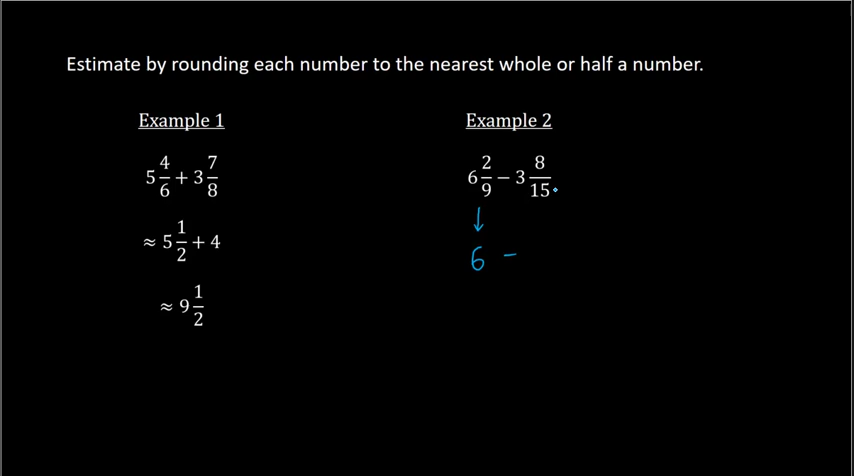 Estimate by rounding each number to the nearest whole or half a number.
Example 1
5 4/6 + 3 7/8
≈ 5 1/2 + 4
≈ 9 1/2
Example 2
6 2/9 − 3 8/15
↓
6 −